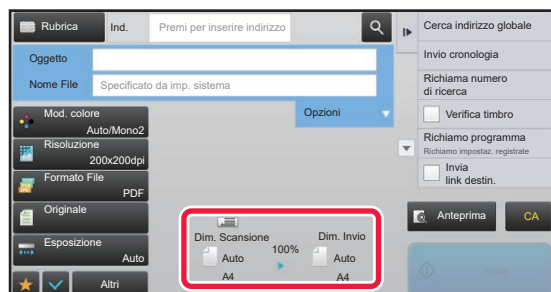 Rubrica
Ind.
Premi per inserire indirizzo
Oggetto
Nome File
Specificato da imp. sistema
Opzioni
Mod. colore
Auto/Mono2
Risoluzione
200x200dpi
Formato File
PDF
Originale
Esposizione
Auto
Altri
Dim. Scansione
100%
Dim. Invio
Auto
Auto
A4
A4
Cerca indirizzo globale
Invio cronologia
Richiama numero
di ricerca
Verifica timbro
Richiamo programma
Richiamo impostaz. registrate
Invia
link destin.
Anteprima
CA
Avvio